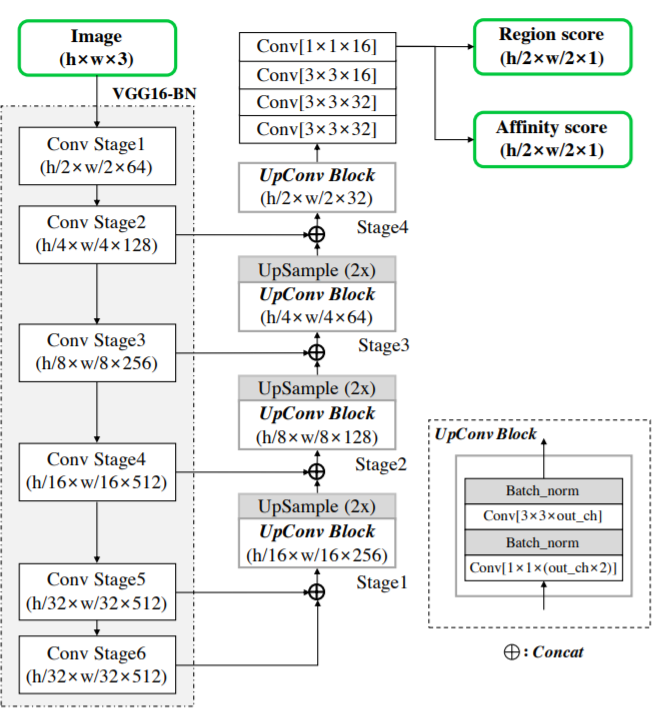 Image
(h×w×3)
VGG16-BN
Conv Stage1
(h/2×w/2×64)
Conv Stage2
(h/4×w/4×128)
Conv Stage3
(h/8×w/8×256)
Conv Stage4
(h/16×w/16×512)
Conv Stage5
(h/32×w/32×512)
Conv Stage6
(h/32×w/32×512)
Conv[1×1×16]
Conv[3×3×16]
Conv[3×3×32]
Conv[3×3×32]
UpConv Block
(h/2×w/2×32)
Stage4
UpSample (2x)
UpConv Block
(h/4×w/4×64)
Stage3
UpSample (2x)
UpConv Block
(h/8×w/8×128)
Stage2
UpSample (2x)
UpConv Block
(h/16×w/16×256)
Stage1
Region score
(h/2×w/2×1)
Affinity score
(h/2×w/2×1)
UpConv Block
Batch_norm
Conv[3×3×out_ch]
Batch_norm
Conv[1×1×(out_ch×2)]
⊕ : Concat